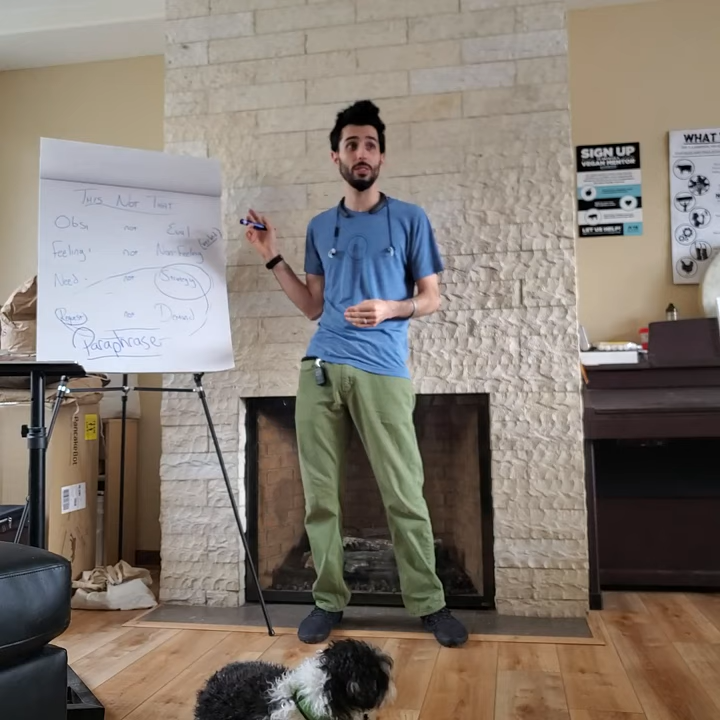 THIS NOT THAT
Obs. not Eval
Feeling. not Non-Feeling
Need. not Strategy
Request not Demand
Paraphrase
SIGN UP
VEGAN MENTOR
LET US HELP!
WHAT